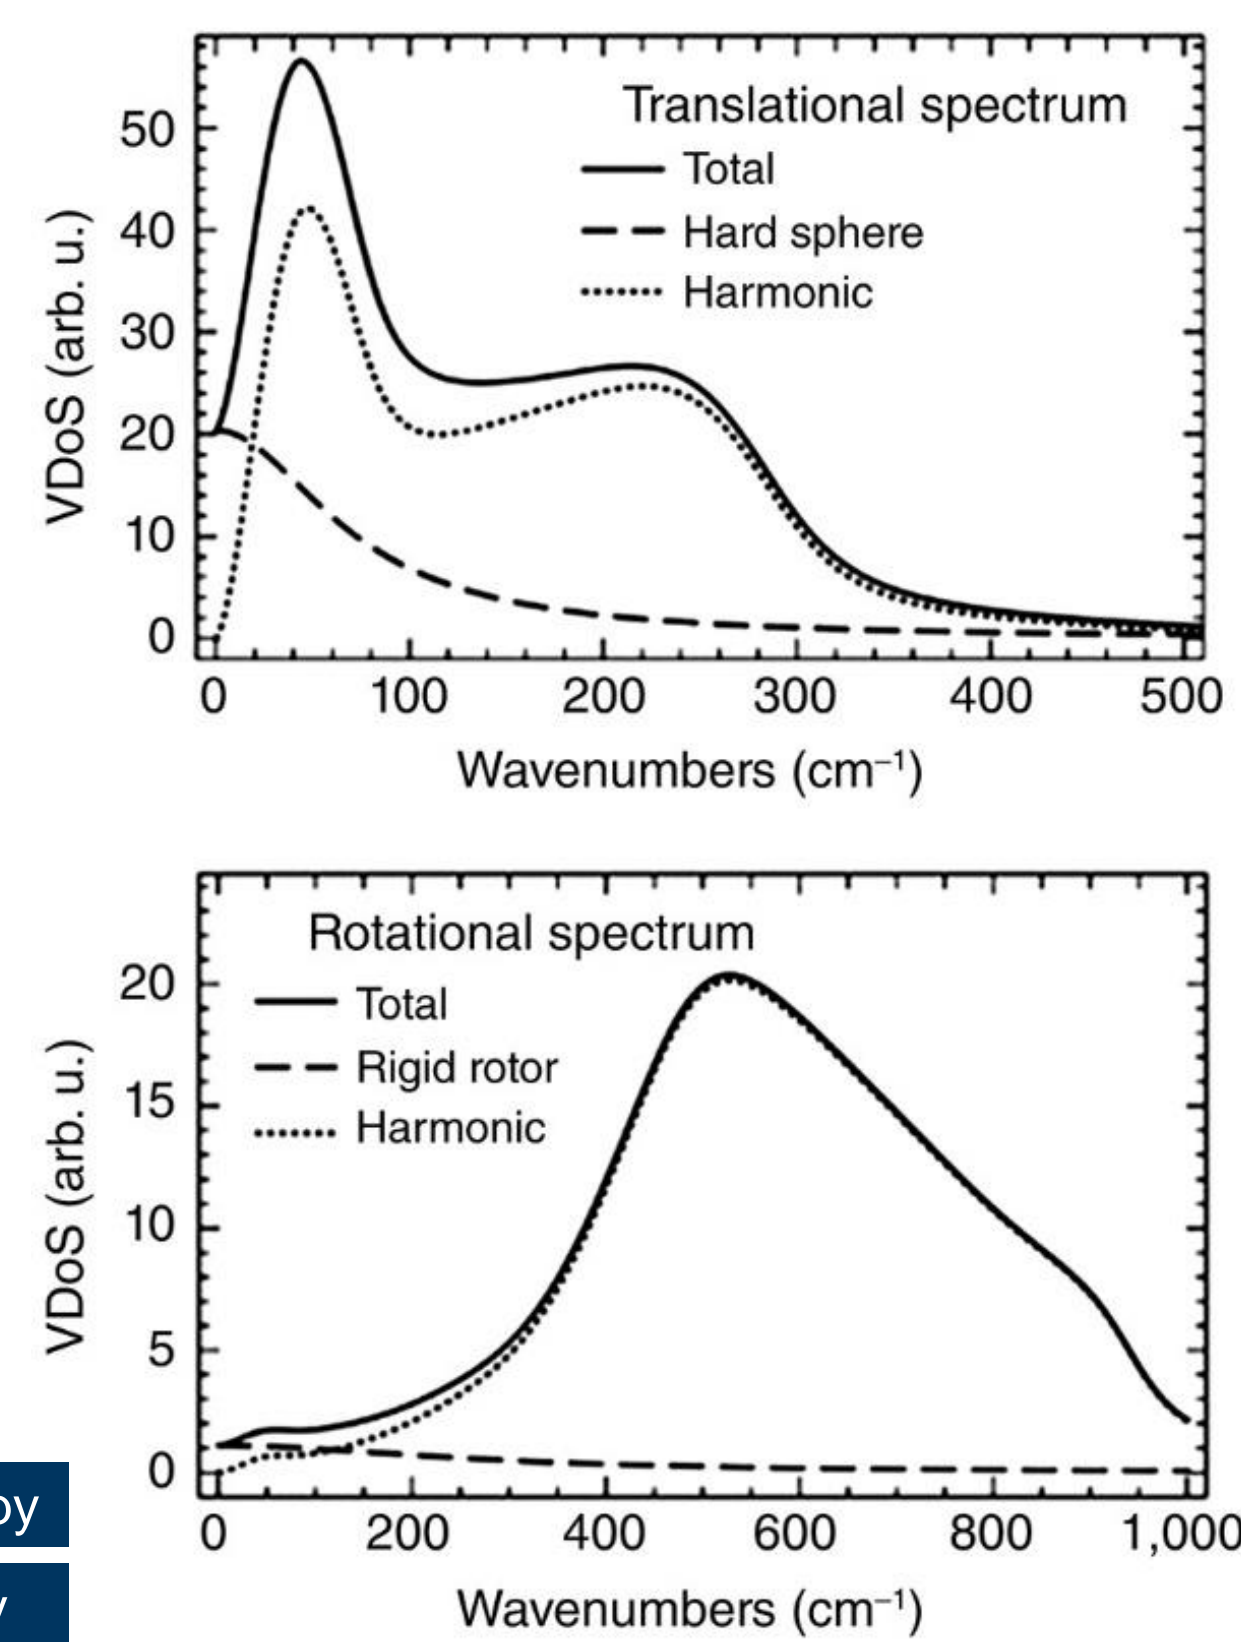 Translational spectrum
Total
Hard sphere
Harmonic
VDoS (arb. u.)
50
40
30
20
10
0
0 100 200 300 400 500
Wavenumbers (cm⁻¹)
Rotational spectrum
Total
Rigid rotor
Harmonic
VDoS (arb. u.)
20
15
10
5
0
0 200 400 600 800 1,000
Wavenumbers (cm⁻¹)